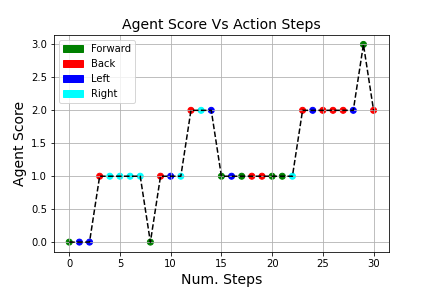 Agent Score Vs Action Steps
Forward
Back
Left
Right
3.0
2.5
2.0
1.5
1.0
0.5
0.0
Agent Score
0 5 10 15 20 25 30
Num. Steps